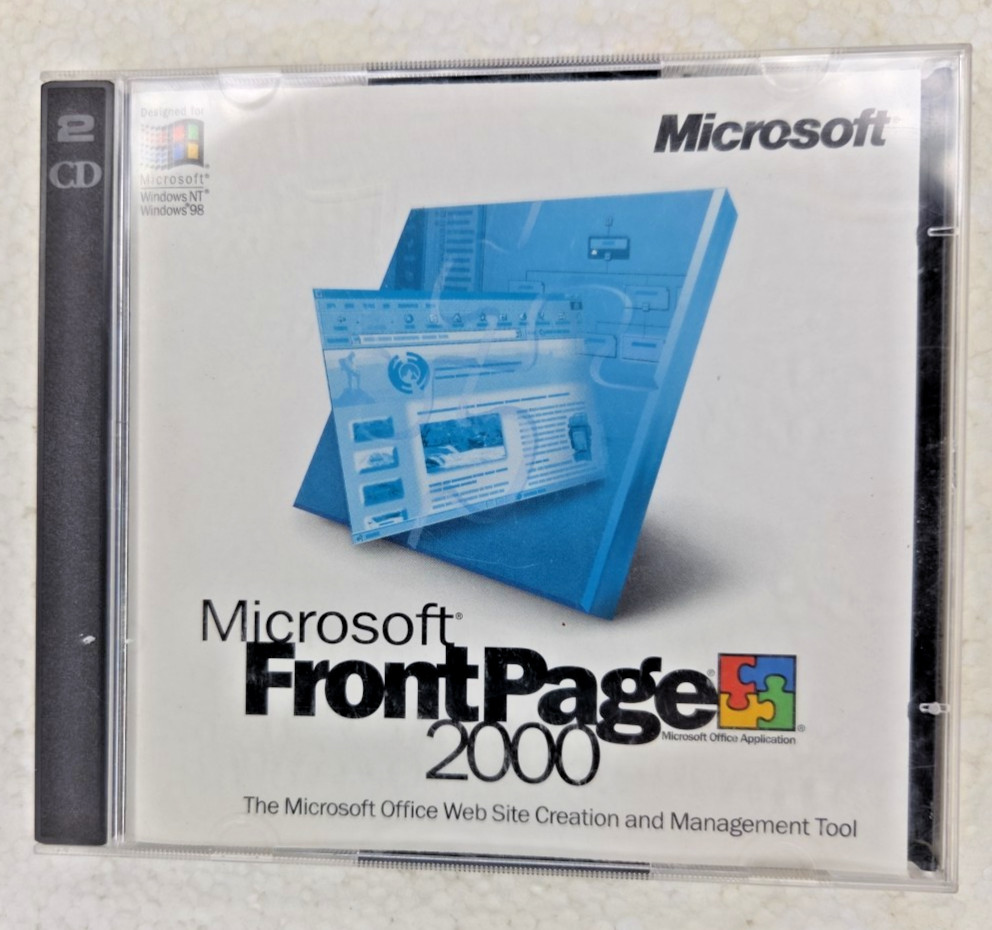 2
CD
Designed for
Microsoft®
Windows NT®
Windows®98
Microsoft®
Microsoft®
FrontPage®
2000
Microsoft Office Application
The Microsoft Office Web Site Creation and Management Tool